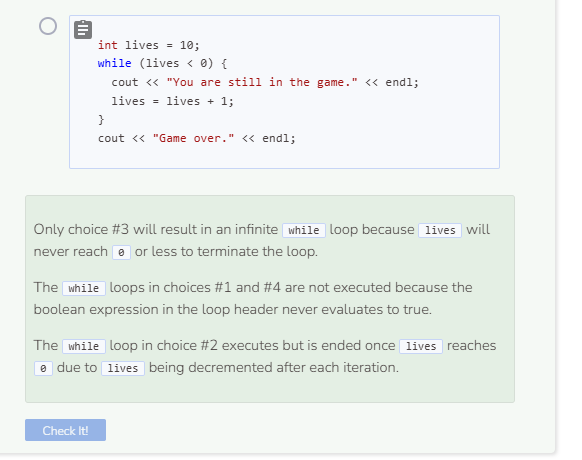 int lives = 10;
while (lives < 0) {
cout << "You are still in the game." << endl;
lives = lives + 1;
}
cout << "Game over." << endl;
Only choice #3 will result in an infinite while loop because lives will
never reach 0 or less to terminate the loop.
The while loops in choices #1 and #4 are not executed because the
boolean expression in the loop header never evaluates to true.
The while loop in choice #2 executes but is ended once lives reaches
0 due to lives being decremented after each iteration.
Check It!